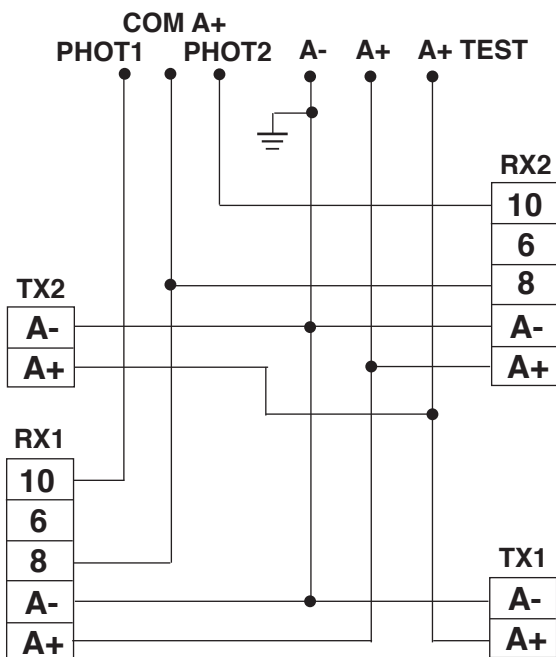 COM A+
PHOT1 PHOT2 A- A+ A+ TEST
RX2
10
6
8
A-
A+
TX2
A-
A+
RX1
10
6
8
A-
A+
TX1
A-
A+